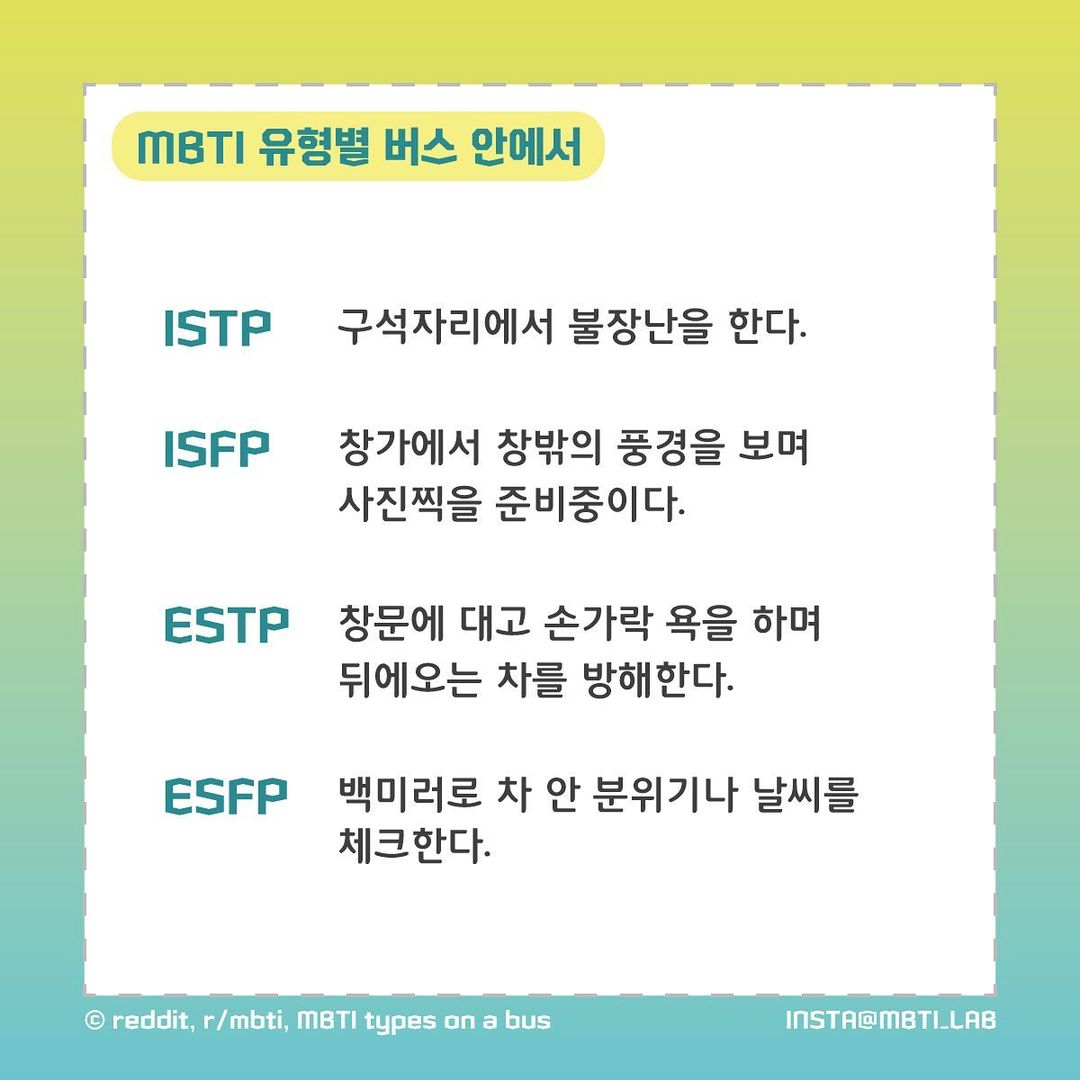 MBTI 유형별 버스 안에서
ISTP 구석자리에서 불장난을 한다.
ISFP 창가에서 창밖의 풍경을 보며
사진찍을 준비중이다.
ESTP 창문에 대고 손가락 욕을 하며
뒤에오는 차를 방해한다.
ESFP 백미러로 차 안 분위기나 날씨를
체크한다.
© reddit, r/mbti, MBTI types on a bus
INSTA@MBTI_LAB